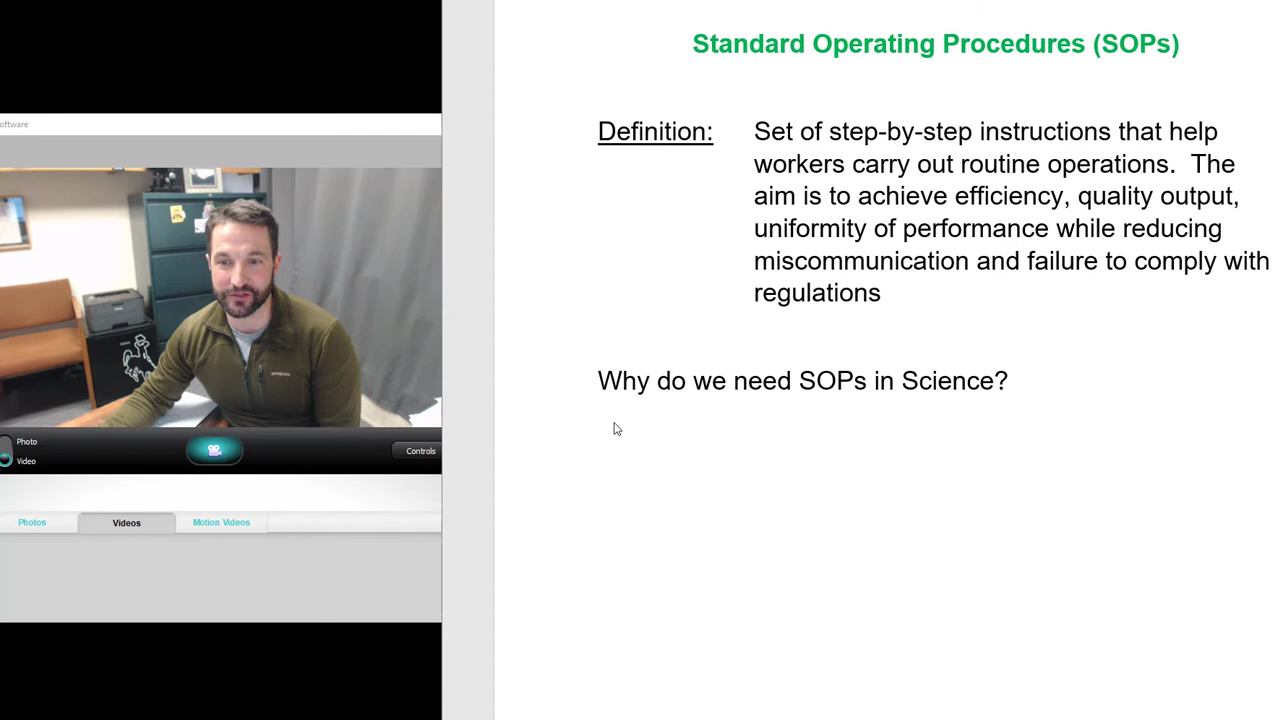 Standard Operating Procedures (SOPs)
Definition: Set of step-by-step instructions that help
workers carry out routine operations. The
aim is to achieve efficiency, quality output,
uniformity of performance while reducing
miscommunication and failure to comply with
regulations
Why do we need SOPs in Science?
oftware
patagonia
Photo
Video
Controls
Photos
Videos
Motion Videos